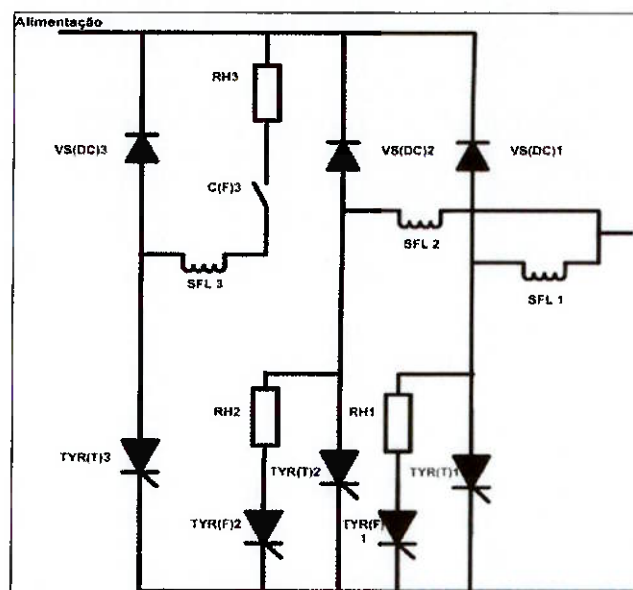 Alimentação
RH3
VS(DC)3
VS(DC)2
VS(DC)1
C(F)3
SFL 2
SFL 3
SFL 1
RH2
RH1
TYR(T)3
TYR(T)2
TYR(T)1
TYR(F)2
TYR(F)
1